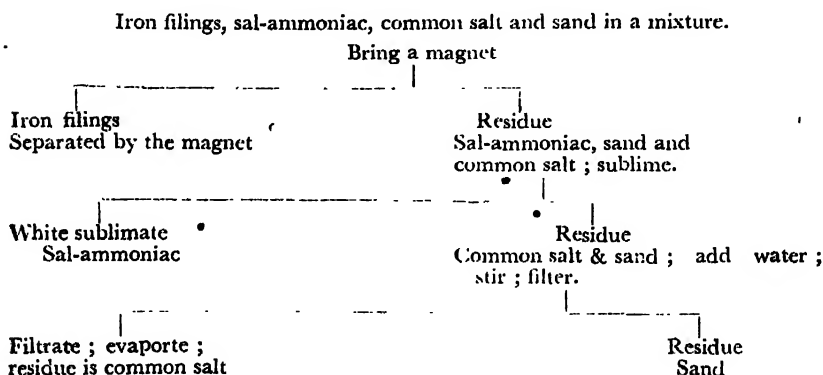 Iron filings, sal-ammoniac, common salt and sand in a mixture.
Bring a magnet
Iron filings
Separated by the magnet
Residue
Sal-ammoniac, sand and
common salt ; sublime.
White sublimate
Sal-ammoniac
Residue
Common salt & sand ; add water ;
stir ; filter.
Filtrate ; evaporte ;
residue is common salt
Residue
Sand